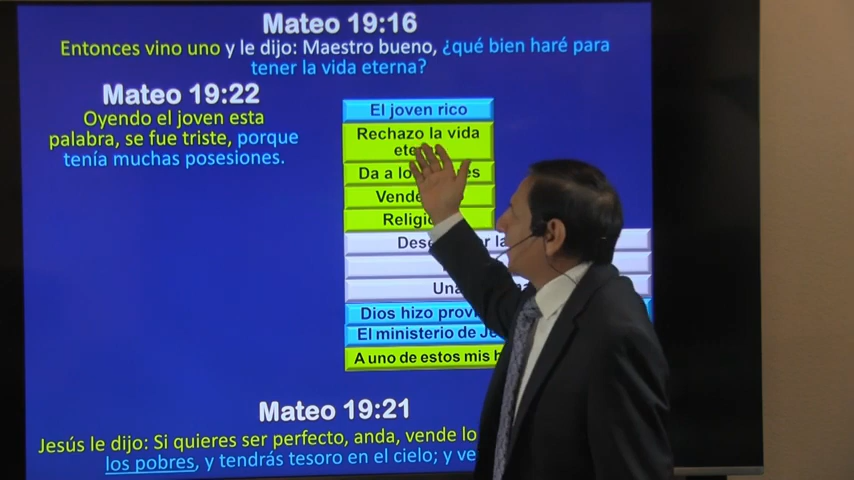 Mateo 19:16
Entonces vino uno y le dijo: Maestro bueno, ¿qué bien haré para
tener la vida eterna?
Mateo 19:22
Oyendo el joven esta
palabra, se fue triste, porque
tenía muchas posesiones.
El joven rico
Rechazo la vida
Da a lo
Vende
Religi
Dese
Una
Dios hizo provi
El ministerio de Je
A uno de estos mis h
Mateo 19:21
Jesús le dijo: Si quieres ser perfecto, anda, vende lo
los pobres, y tendrás tesoro en el cielo; y ve